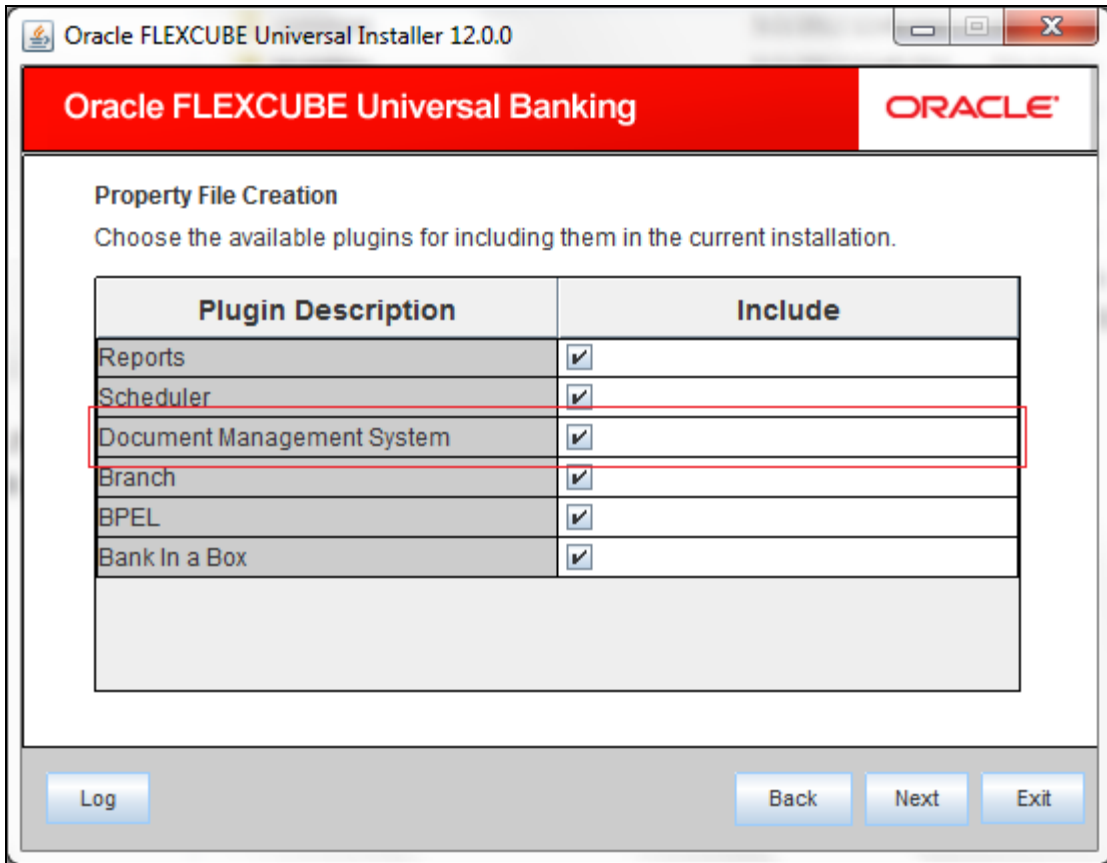 Oracle FLEXCUBE Universal Installer 12.0.0
Oracle FLEXCUBE Universal Banking
ORACLE
Property File Creation
Choose the available plugins for including them in the current installation.
Plugin Description Include
Reports
Scheduler
Document Management System
Branch
BPEL
Bank In a Box
Log Back Next Exit